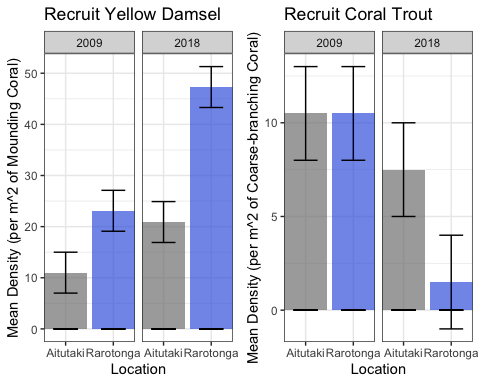 Recruit Yellow Damsel
2009 2018
Mean Density (per m^2 of Mounding Coral)
50
40
30
20
10
0
Aitutaki Rarotonga Aitutaki Rarotonga
Location
Recruit Coral Trout
2009 2018
Mean Density (per m^2 of Coarse-branching Coral)
10
5
0
Aitutaki Rarotonga Aitutaki Rarotonga
Location